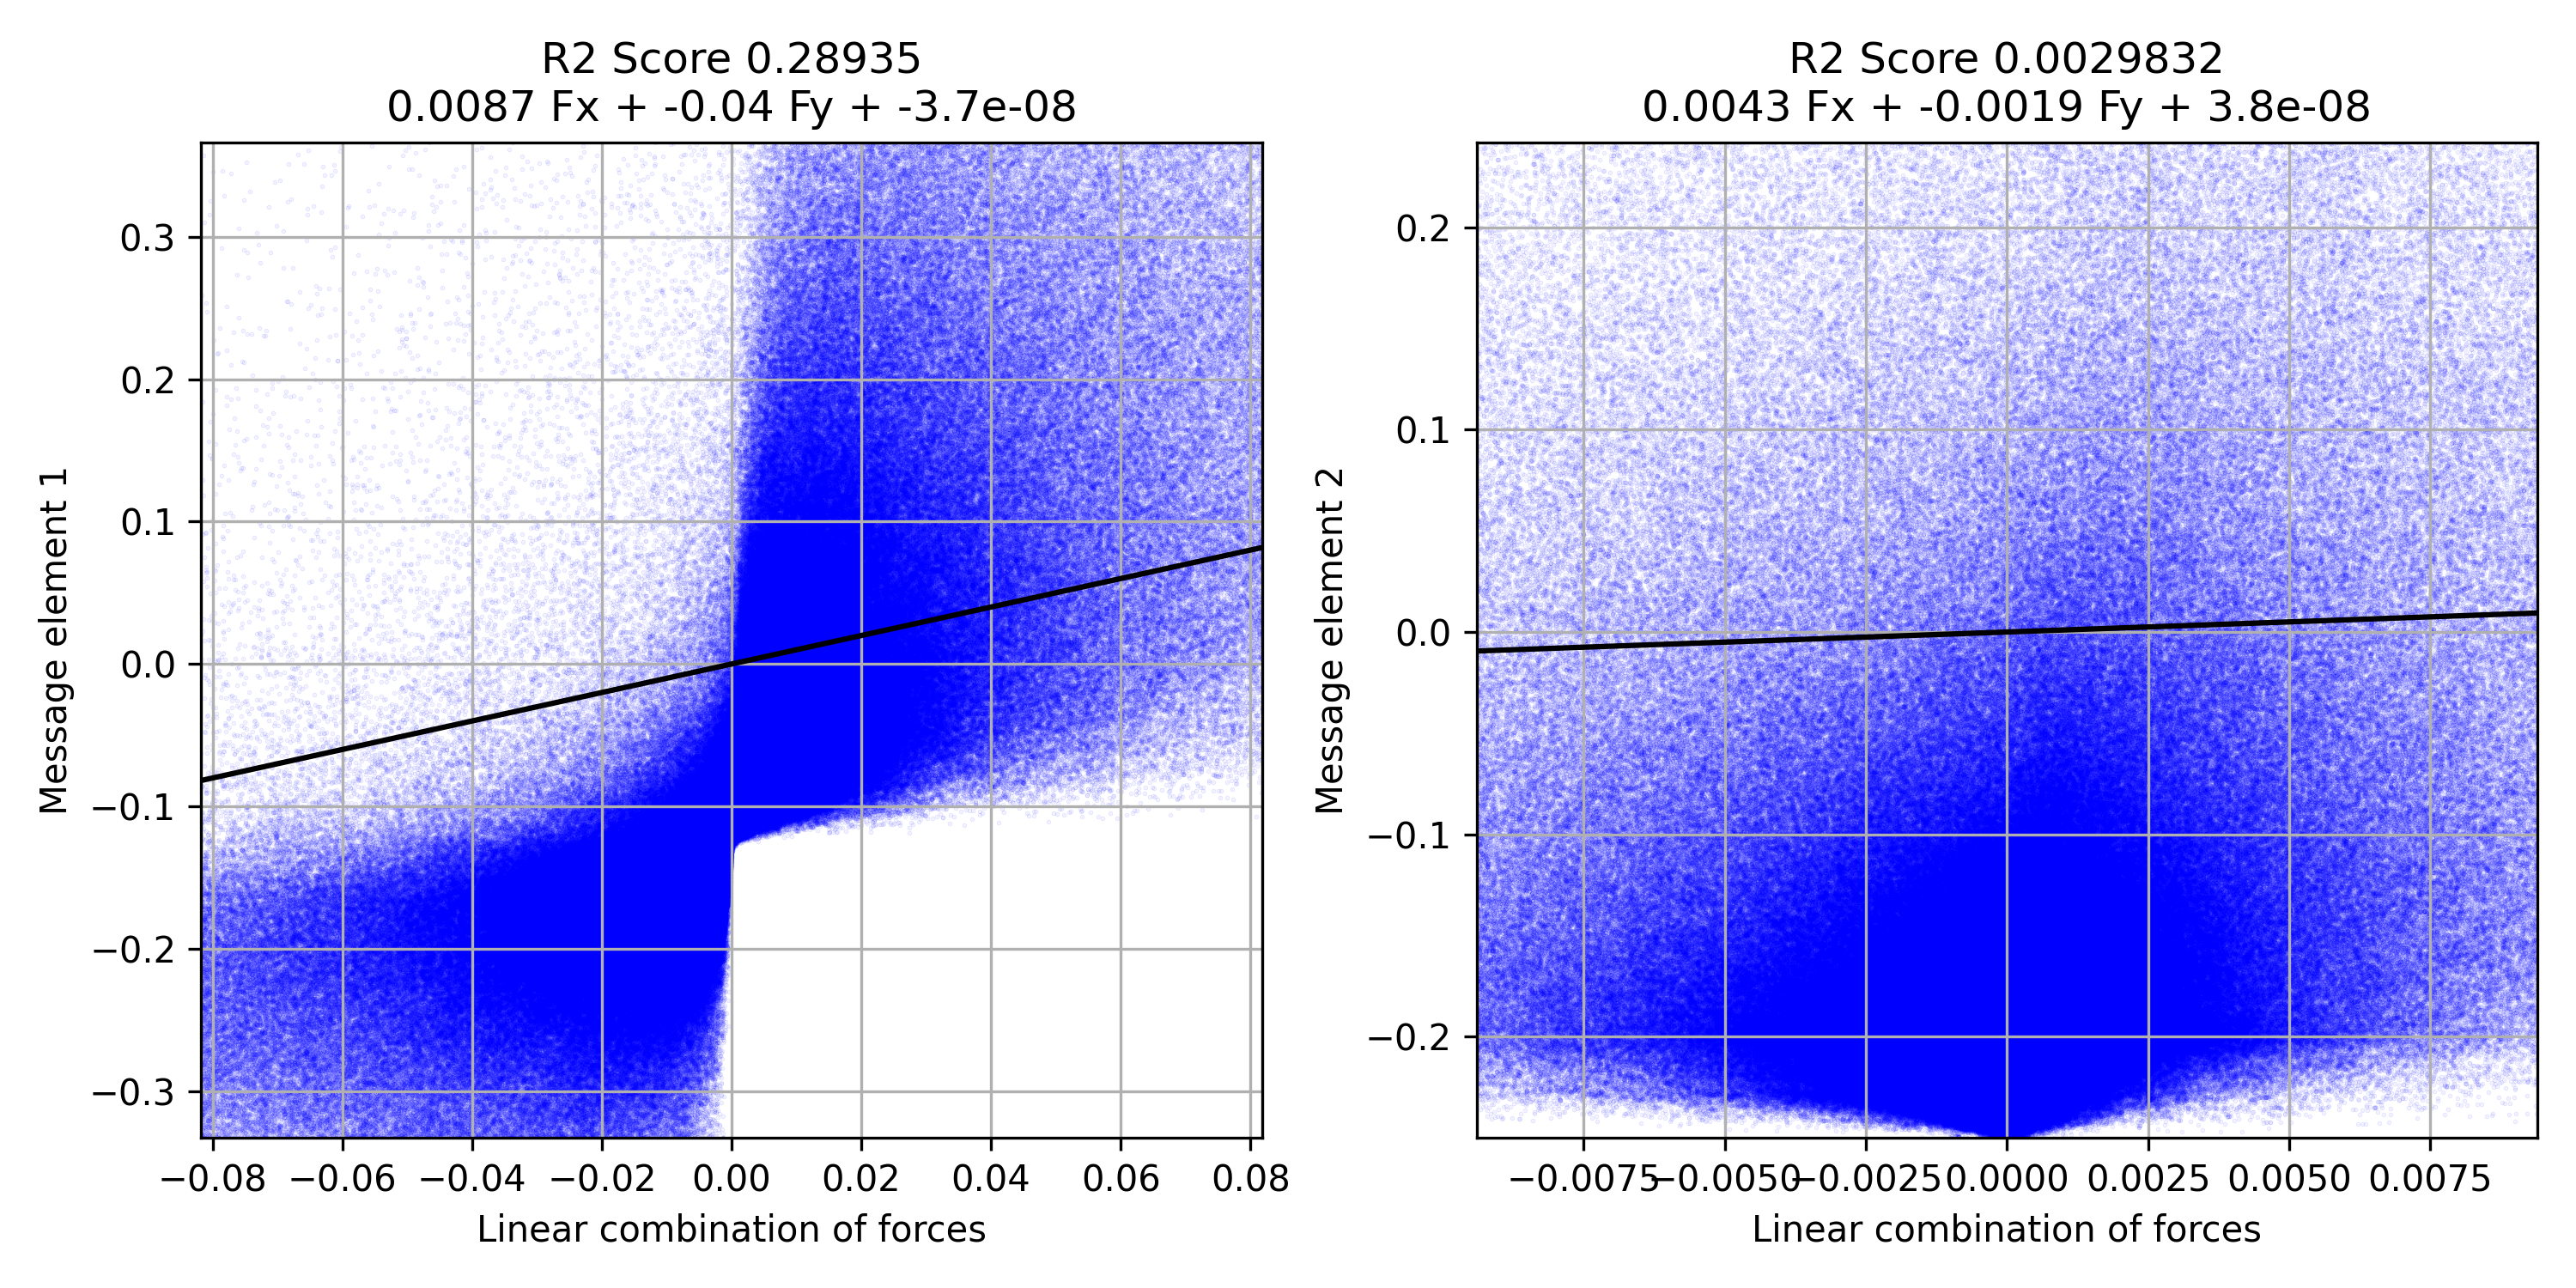 R2 Score 0.28935
0.0087 Fx + -0.04 Fy + -3.7e-08
Message element 1
0.3
0.2
0.1
0.0
−0.1
−0.2
−0.3
−0.08 −0.06 −0.04 −0.02 0.00 0.02 0.04 0.06 0.08
Linear combination of forces
R2 Score 0.0029832
0.0043 Fx + -0.0019 Fy + 3.8e-08
Message element 2
0.2
0.1
0.0
−0.1
−0.2
−0.0075 −0.0050 −0.0025 0.0000 0.0025 0.0050 0.0075
Linear combination of forces